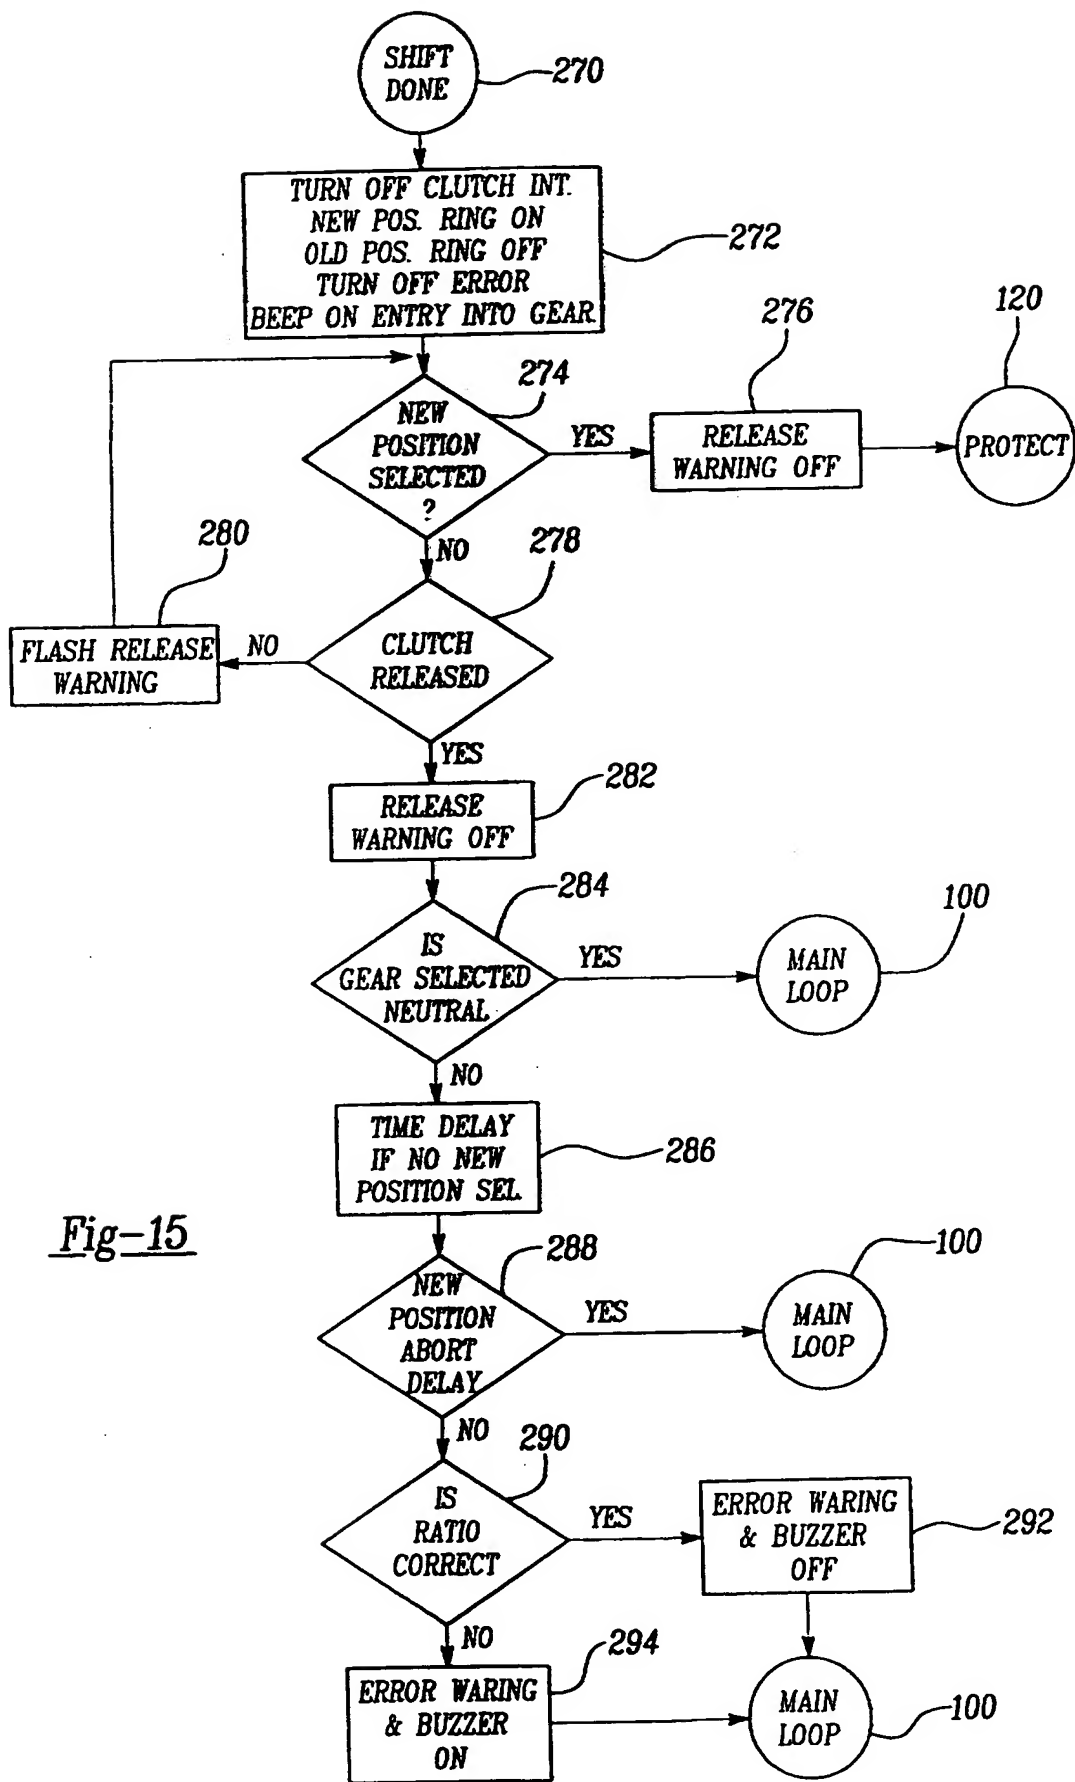 SHIFT
DONE
270
TURN OFF CLUTCH INT.
NEW POS. RING ON
OLD POS. RING OFF
TURN OFF ERROR
BEEP ON ENTRY INTO GEAR
272
274
NEW
POSITION
SELECTED
?
YES
276
RELEASE
WARNING OFF
120
PROTECT
NO
278
280
CLUTCH
RELEASED
NO
FLASH RELEASE
WARNING
YES
282
RELEASE
WARNING OFF
284
IS
GEAR SELECTED
NEUTRAL
YES
100
MAIN
LOOP
NO
TIME DELAY
IF NO NEW
POSITION SEL.
286
Fig-15
288
NEW
POSITION
ABORT
DELAY
YES
100
MAIN
LOOP
NO
290
IS
RATIO
CORRECT
YES
ERROR WARING
& BUZZER
OFF
292
NO
294
ERROR WARING
& BUZZER
ON
MAIN
LOOP
100